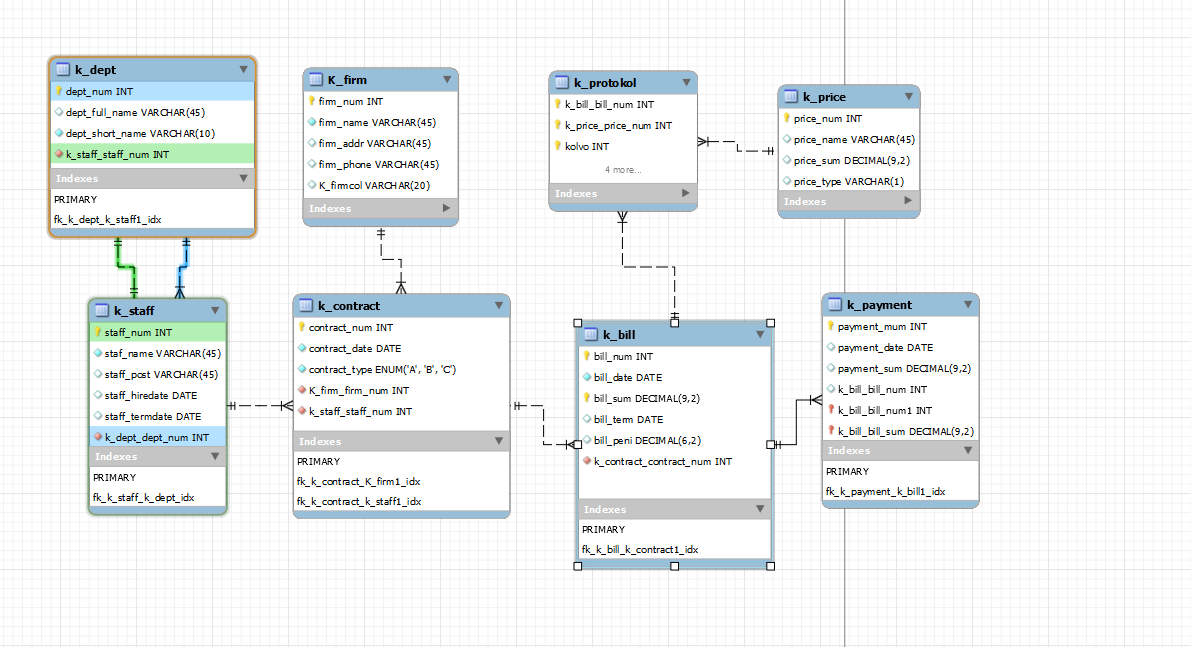 k_dept
dept_num INT
dept_full_name VARCHAR(45)
dept_short_name VARCHAR(10)
k_staff_staff_num INT
Indexes
PRIMARY
fk_k_dept_k_staff1_idx
K_firm
firm_num INT
firm_name VARCHAR(45)
firm_addr VARCHAR(45)
firm_phone VARCHAR(45)
K_firmcol VARCHAR(20)
Indexes
k_protokol
k_bill_bill_num INT
k_price_price_num INT
kolvo INT
4 more...
Indexes
k_price
price_num INT
price_name VARCHAR(45)
price_sum DECIMAL(9,2)
price_type VARCHAR(1)
Indexes
k_staff
staff_num INT
staf_name VARCHAR(45)
staff_post VARCHAR(45)
staff_hiredate DATE
staff_termdate DATE
k_dept_dept_num INT
Indexes
PRIMARY
fk_k_staff_k_dept_idx
k_contract
contract_num INT
contract_date DATE
contract_type ENUM('A', 'B', 'C')
K_firm_firm_num INT
k_staff_staff_num INT
Indexes
PRIMARY
fk_k_contract_K_firm1_idx
fk_k_contract_k_staff1_idx
k_bill
bill_num INT
bill_date DATE
bill_sum DECIMAL(9,2)
bill_term DATE
bill_peni DECIMAL(6,2)
k_contract_contract_num INT
Indexes
PRIMARY
fk_k_bill_k_contract1_idx
k_payment
payment_mum INT
payment_date DATE
payment_sum DECIMAL(9,2)
k_bill_bill_num INT
k_bill_bill_num1 INT
k_bill_bill_sum DECIMAL(9,2)
Indexes
PRIMARY
fk_k_payment_k_bill1_idx